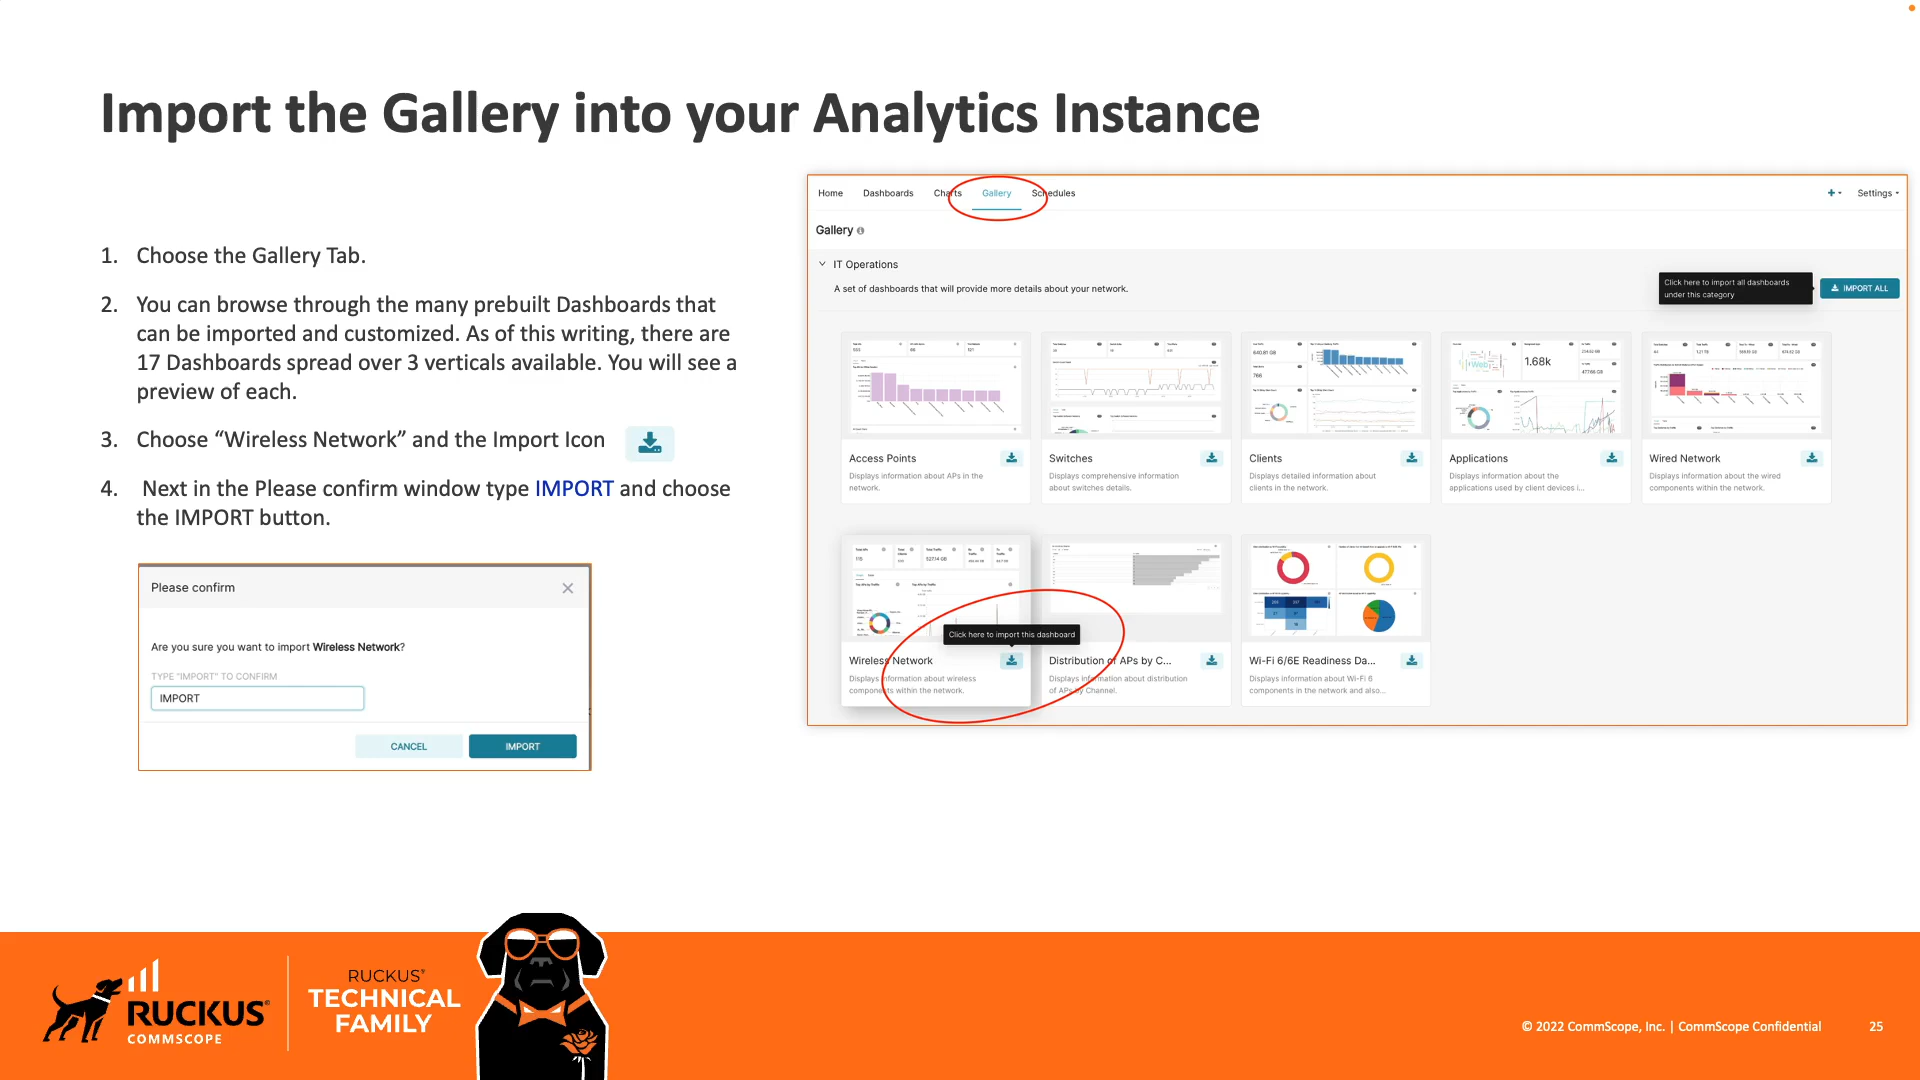 Import the Gallery into your Analytics Instance
1. Choose the Gallery Tab.
2. You can browse through the many prebuilt Dashboards that
can be imported and customized. As of this writing, there are
17 Dashboards spread over 3 verticals available. You will see a
preview of each.
3. Choose “Wireless Network” and the Import Icon
4. Next in the Please confirm window type IMPORT and choose
the IMPORT button.
Please confirm
Are you sure you want to import Wireless Network?
TYPE "IMPORT" TO CONFIRM
IMPORT
CANCEL IMPORT
Home Dashboards Charts Gallery Schedules Settings
Gallery
IT Operations
A set of dashboards that will provide more details about your network.
Click here to import all dashboards
under this category
IMPORT ALL
1.68k
Access Points
Displays information about APs in the
network.
Switches
Displays comprehensive information
about switches details.
Clients
Displays detailed information about
clients in the network.
Applications
Displays information about the
applications used by client devices i...
Wired Network
Displays information about the wired
components within the network.
Click here to import this dashboard
Wireless Network
Displays information about wireless
components within the network.
Distribution of APs by C...
Displays information about distribution
of APs by Channel.
Wi-Fi 6/6E Readiness Da...
Displays information about Wi-Fi 6
components in the network and also...
RUCKUS®
COMMSCOPE
RUCKUS®
TECHNICAL
FAMILY
© 2022 CommScope, Inc. | CommScope Confidential 25